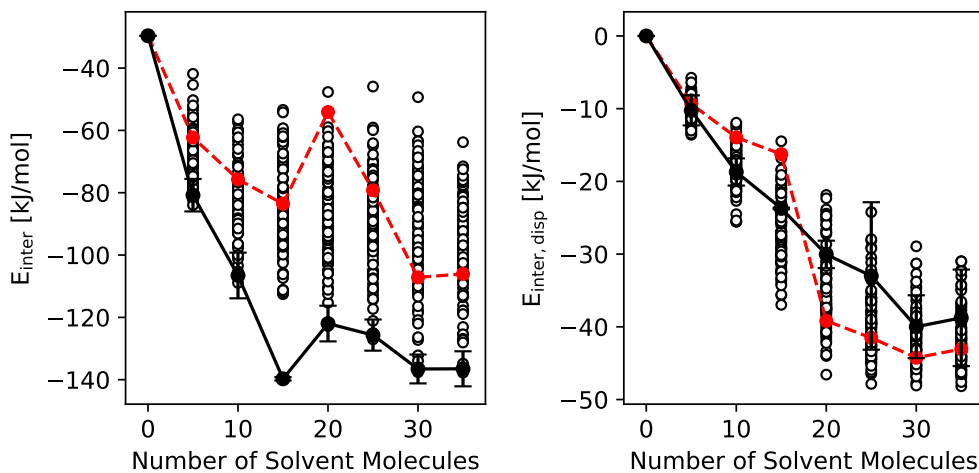 E_inter [kJ/mol]
−40
−60
−80
−100
−120
−140
0 10 20 30
Number of Solvent Molecules
E_inter, disp [kJ/mol]
0
−10
−20
−30
−40
−50
0 10 20 30
Number of Solvent Molecules